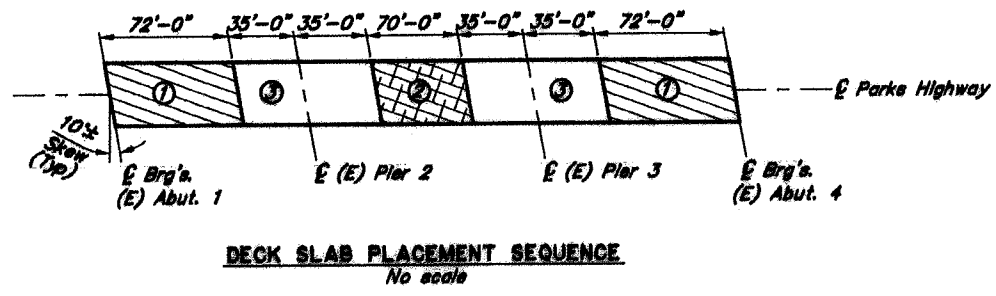 72'-0" 35'-0" 35'-0" 70'-0" 35'-0" 35'-0" 72'-0"
1 3 2 3 1
℄ Parks Highway
10°±
Skew
(Typ)
℄ Brg's.
(E) Abut. 1
℄ (E) Pier 2
℄ (E) Pier 3
℄ Brg's.
(E) Abut. 4
DECK SLAB PLACEMENT SEQUENCE
No scale